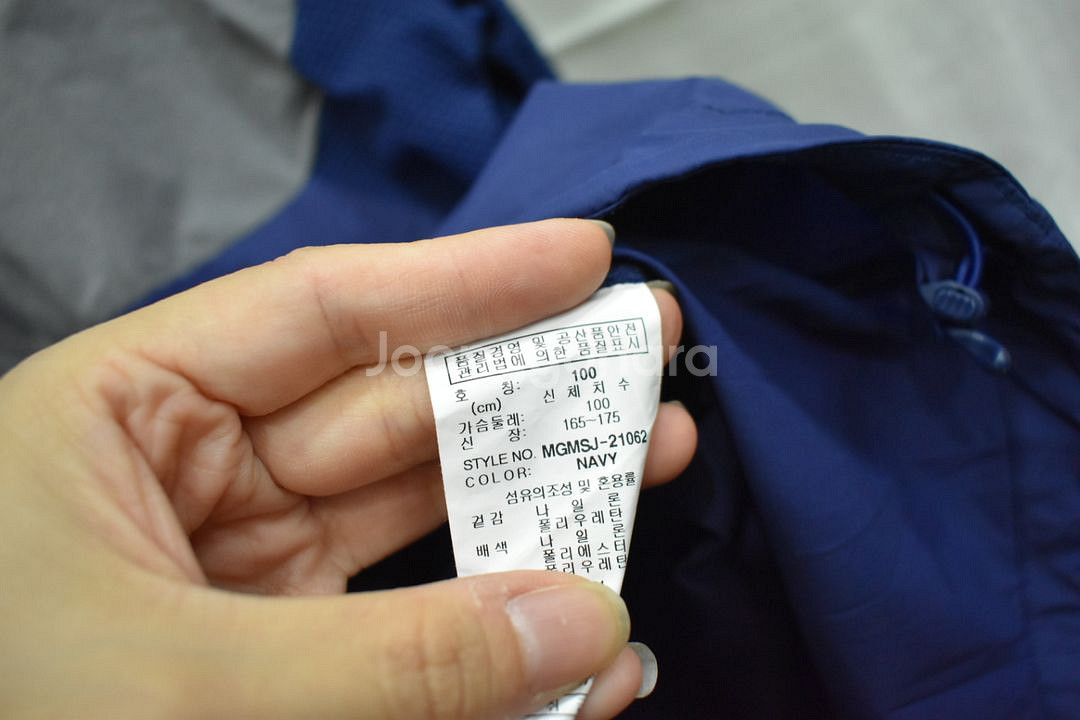 품질경영 및 공산품안전
관리법에 의한 품질표시
호 칭: 100
(cm) 신체치수
가슴둘레: 100
신 장: 165~175
STYLE NO. MGMSJ-21062
COLOR: NAVY
섬유의조성 및 혼용률
겉감 나 일 론
폴리우레탄
배색 나 일 론
폴리에스터
폴리우레탄